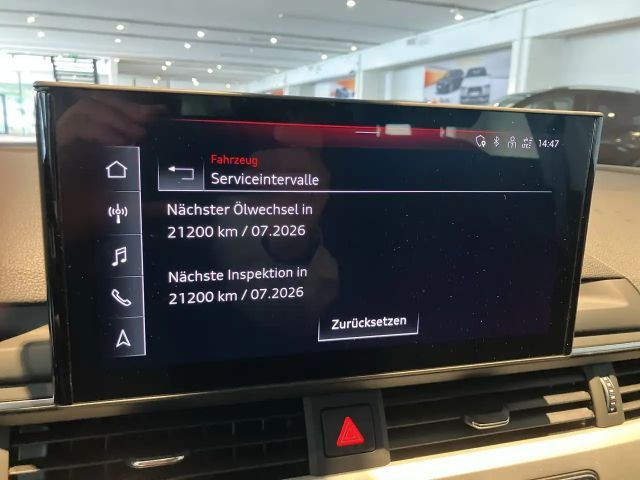 14:47
Fahrzeug
Serviceintervalle
Nächster Ölwechsel in
21200 km / 07.2026
Nächste Inspektion in
21200 km / 07.2026
Zurücksetzen